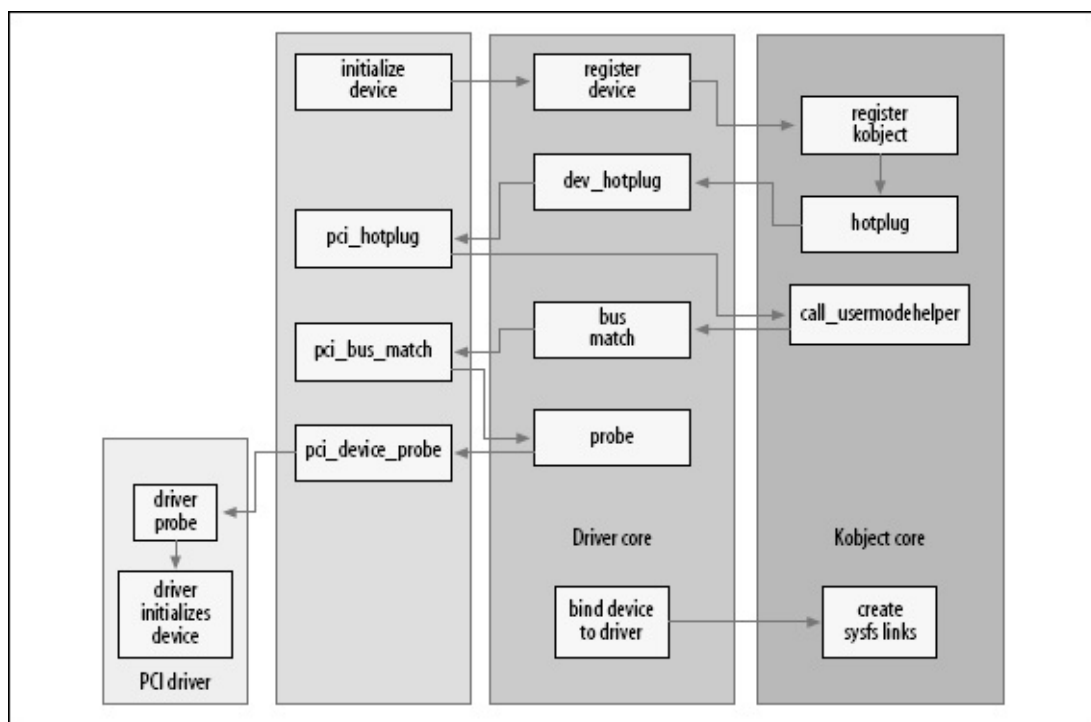 initialize
device
register
device
register
kobject
dev_hotplug
hotplug
pci_hotplug
call_usermodehelper
bus
match
pci_bus_match
probe
pci_device_probe
driver
probe
driver
initializes
device
PCI driver
Driver core
Kobject core
bind device
to driver
create
sysfs links